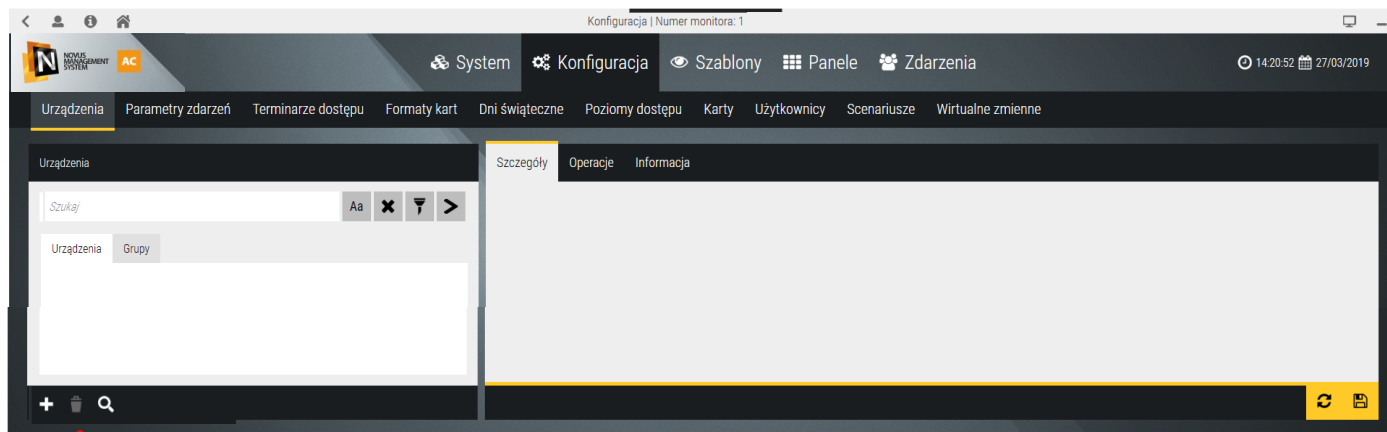 Konfiguracja | Numer monitora: 1
N NOVUS MANAGEMENT SYSTEM AC
System Konfiguracja Szablony Panele Zdarzenia 14:20:52 27/03/2019
Urządzenia Parametry zdarzeń Terminarze dostępu Formaty kart Dni świąteczne Poziomy dostępu Karty Użytkownicy Scenariusze Wirtualne zmienne
Urządzenia
Szczegóły Operacje Informacja
Szukaj Aa
Urządzenia Grupy